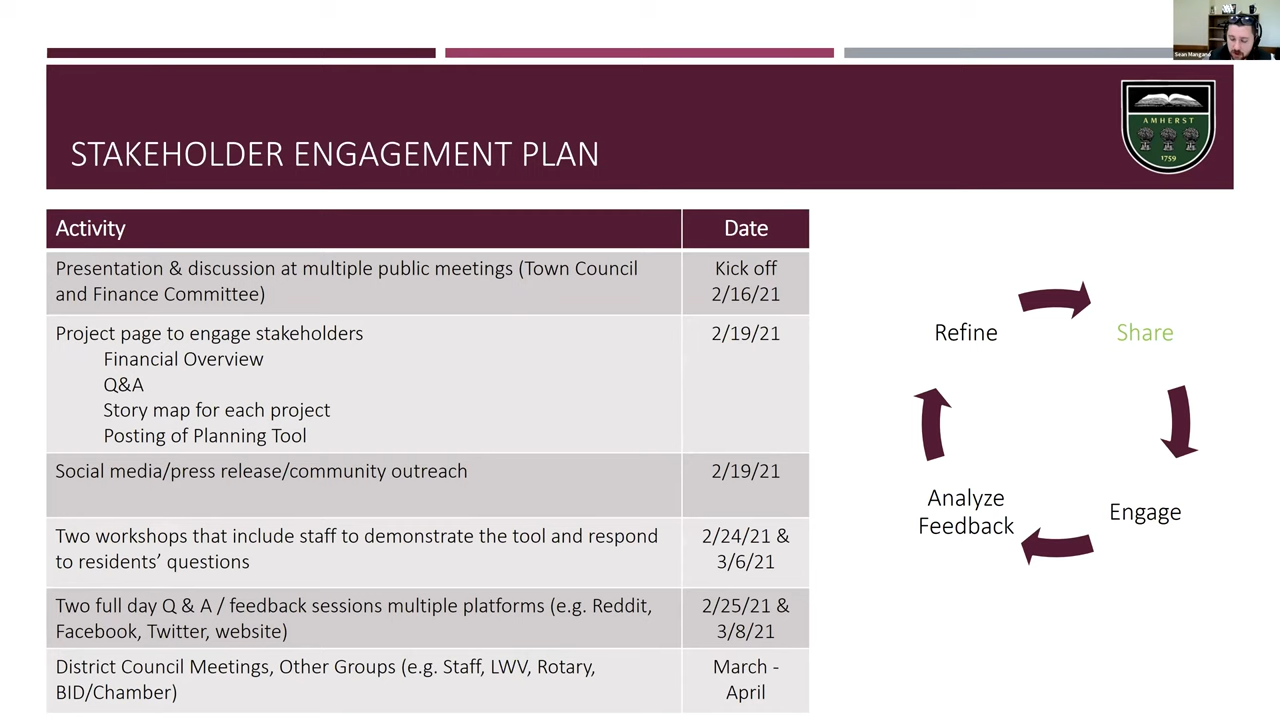 Sean Mangano
STAKEHOLDER ENGAGEMENT PLAN
AMHERST
1759
Activity
Date
Presentation & discussion at multiple public meetings (Town Council
and Finance Committee)
Kick off
2/16/21
Project page to engage stakeholders
Financial Overview
Q&A
Story map for each project
Posting of Planning Tool
2/19/21
Social media/press release/community outreach
2/19/21
Two workshops that include staff to demonstrate the tool and respond
to residents’ questions
2/24/21 &
3/6/21
Two full day Q & A / feedback sessions multiple platforms (e.g. Reddit,
Facebook, Twitter, website)
2/25/21 &
3/8/21
District Council Meetings, Other Groups (e.g. Staff, LWV, Rotary,
BID/Chamber)
March -
April
Refine
Share
Engage
Analyze
Feedback